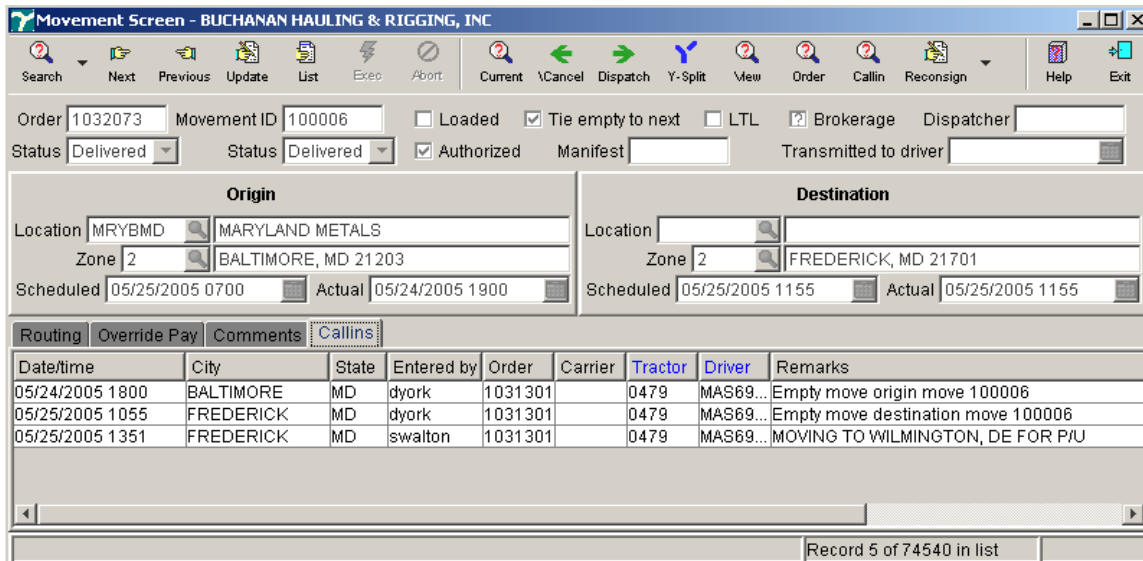 Movement Screen - BUCHANAN HAULING & RIGGING, INC
Search Next Previous Update List Exec Abort Current \Cancel Dispatch Y-Split \/iew Order Callin Reconsign Help Exit
Order 1032073 Movement ID 100006 Loaded Tie empty to next LTL ? Brokerage Dispatcher
Status Delivered Status Delivered Authorized Manifest Transmitted to driver
Origin Destination
Location MRYBMD MARYLAND METALS Location
Zone 2 BALTIMORE, MD 21203 Zone 2 FREDERICK, MD 21701
Scheduled 05/25/2005 0700 Actual 05/24/2005 1900 Scheduled 05/25/2005 1155 Actual 05/25/2005 1155
Routing Override Pay Comments Callins
Date/time City State Entered by Order Carrier Tractor Driver Remarks
05/24/2005 1800 BALTIMORE MD dyork 1031301 0479 MAS69... Empty move origin move 100006
05/25/2005 1055 FREDERICK MD dyork 1031301 0479 MAS69... Empty move destination move 100006
05/25/2005 1351 FREDERICK MD swalton 1031301 0479 MAS69... MOVING TO WILMINGTON, DE FOR P/U
Record 5 of 74540 in list